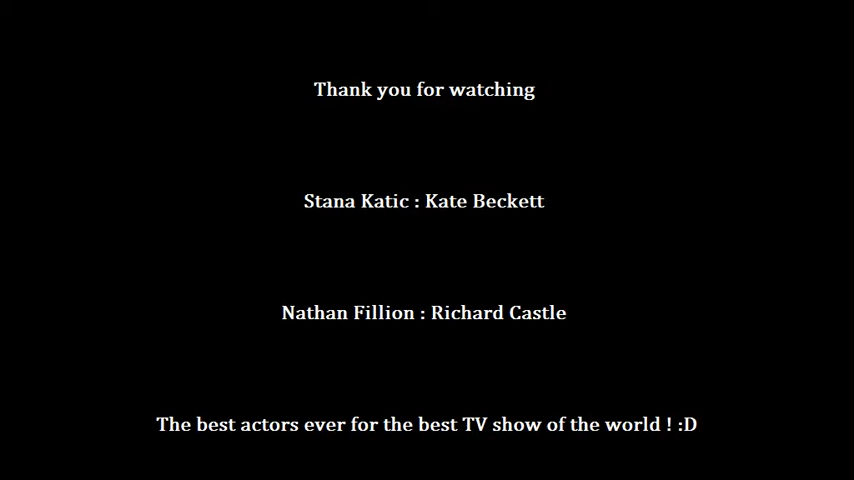 Thank you for watching
Stana Katic : Kate Beckett
Nathan Fillion : Richard Castle
The best actors ever for the best TV show of the world ! :D